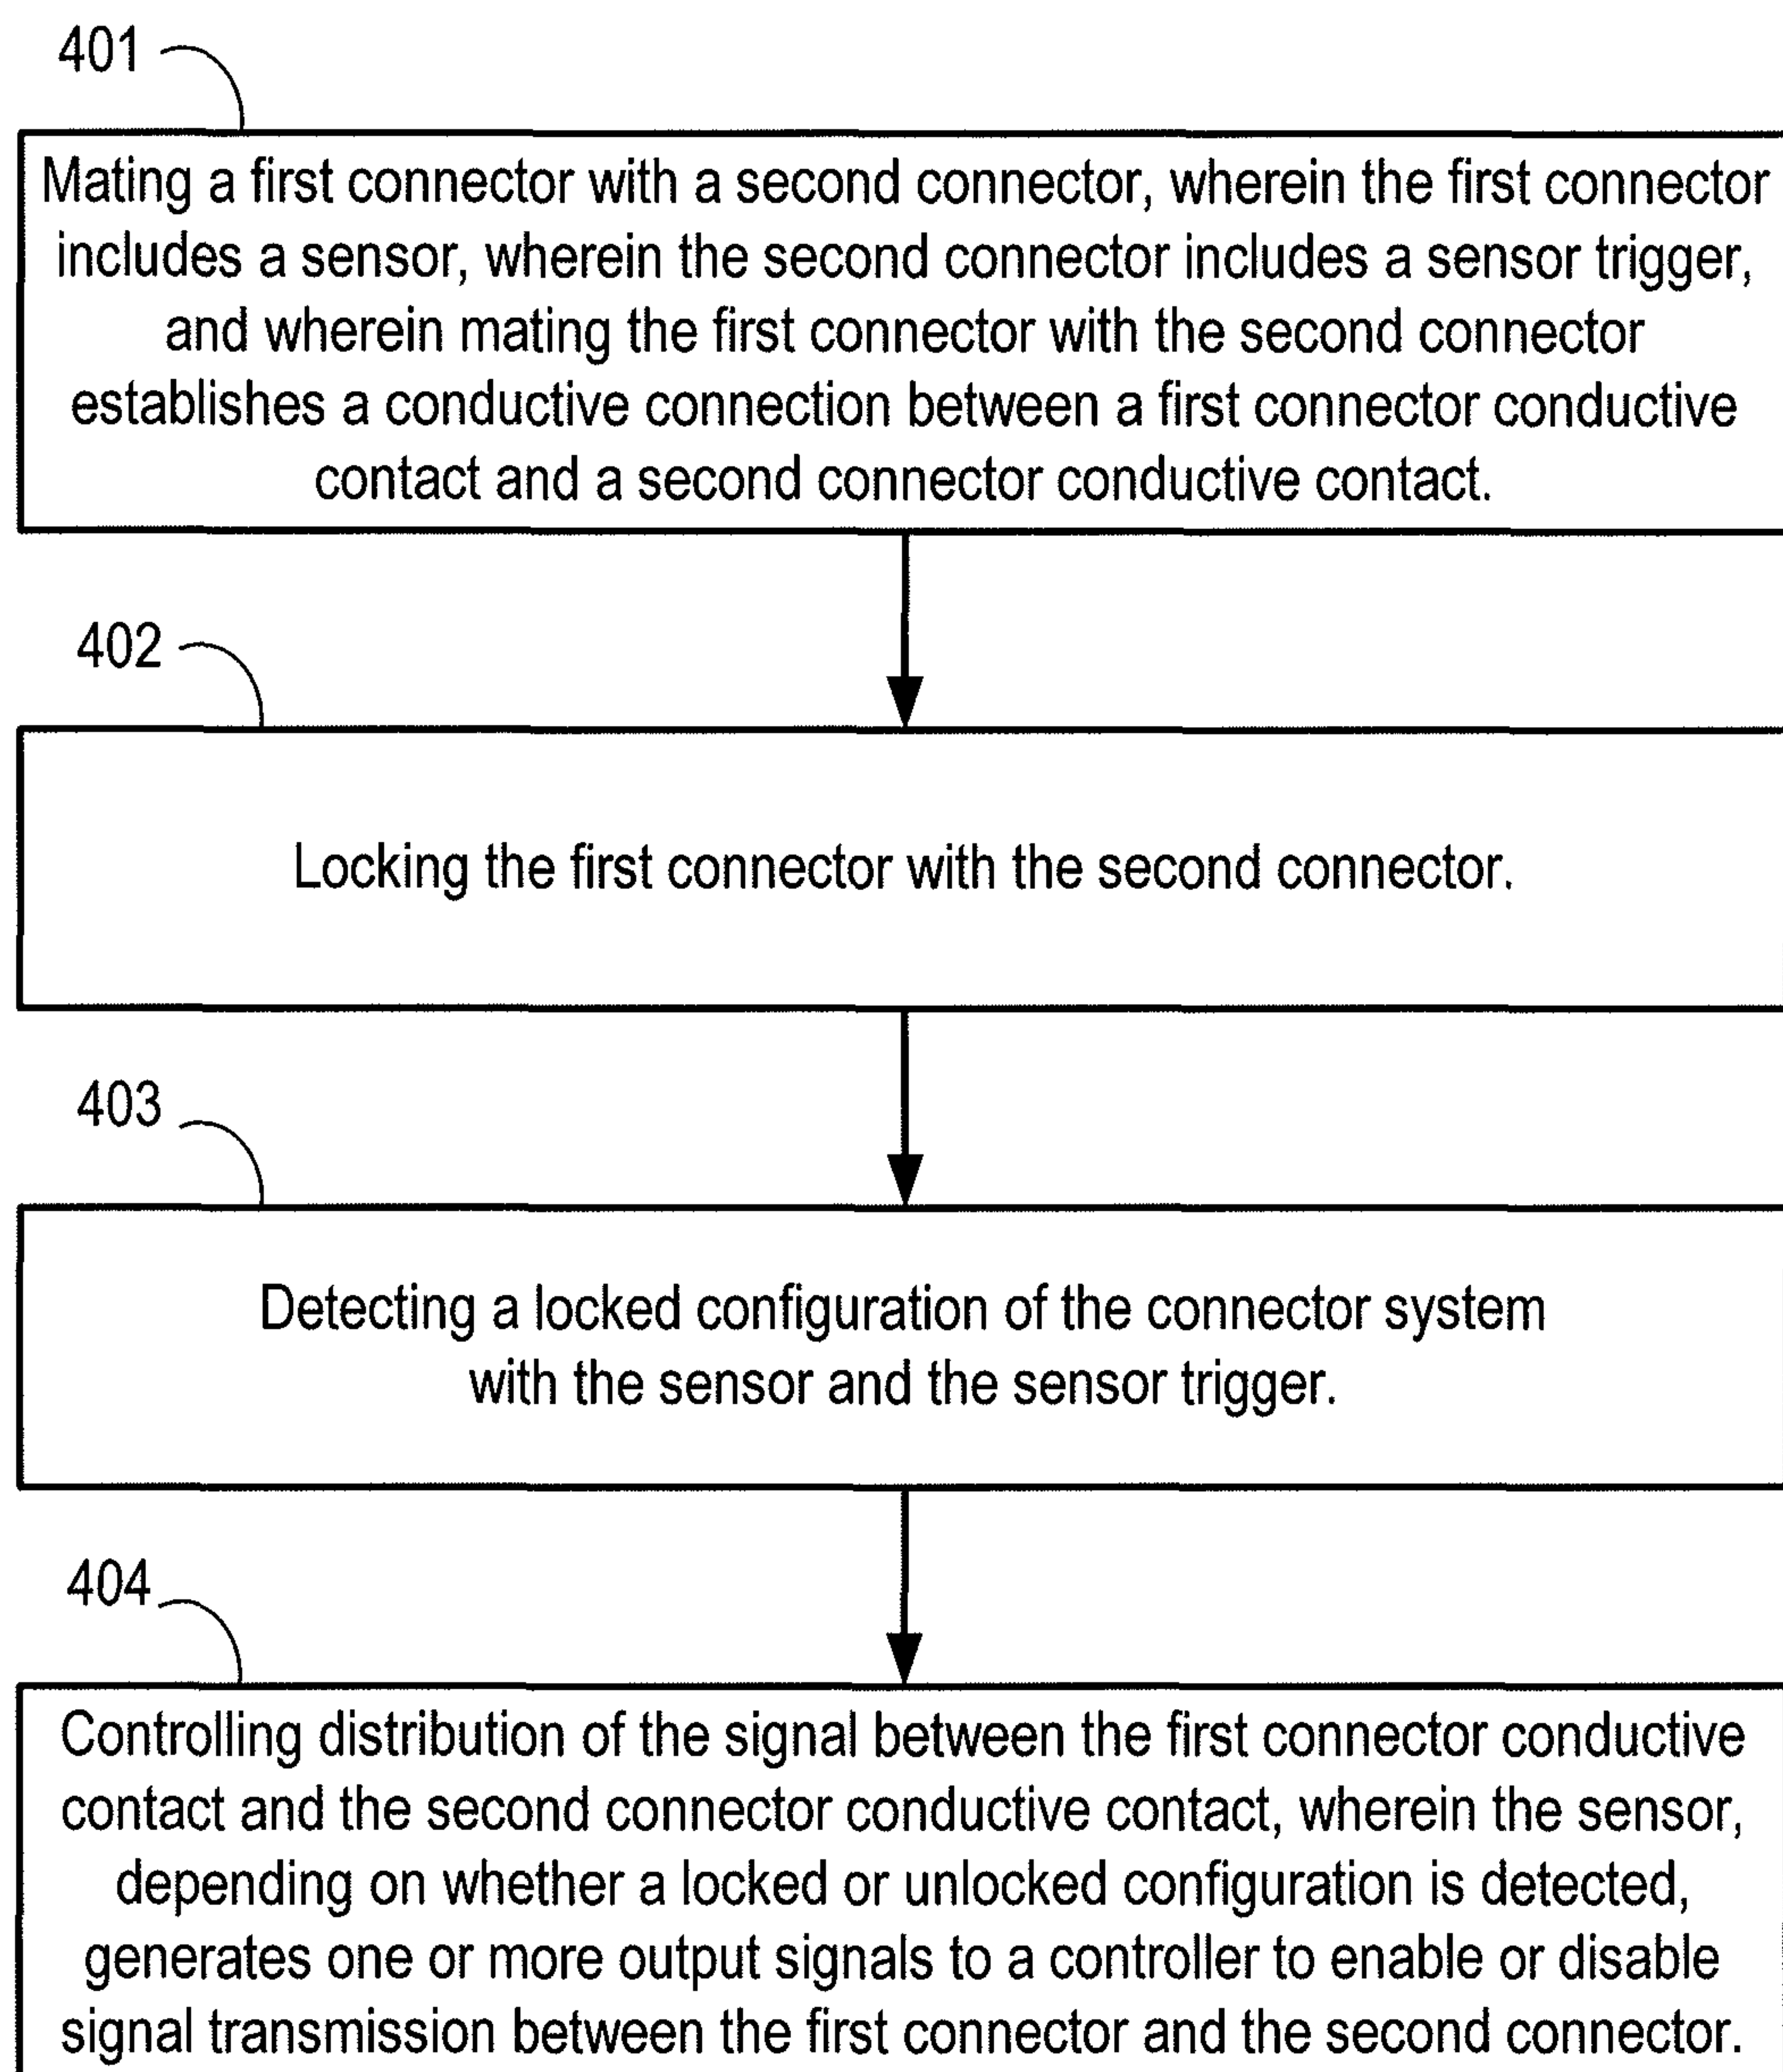 401
Mating a first connector with a second connector, wherein the first connector
includes a sensor, wherein the second connector includes a sensor trigger,
and wherein mating the first connector with the second connector
establishes a conductive connection between a first connector conductive
contact and a second connector conductive contact.
402
Locking the first connector with the second connector.
403
Detecting a locked configuration of the connector system
with the sensor and the sensor trigger.
404
Controlling distribution of the signal between the first connector conductive
contact and the second connector conductive contact, wherein the sensor,
depending on whether a locked or unlocked configuration is detected,
generates one or more output signals to a controller to enable or disable
signal transmission between the first connector and the second connector.